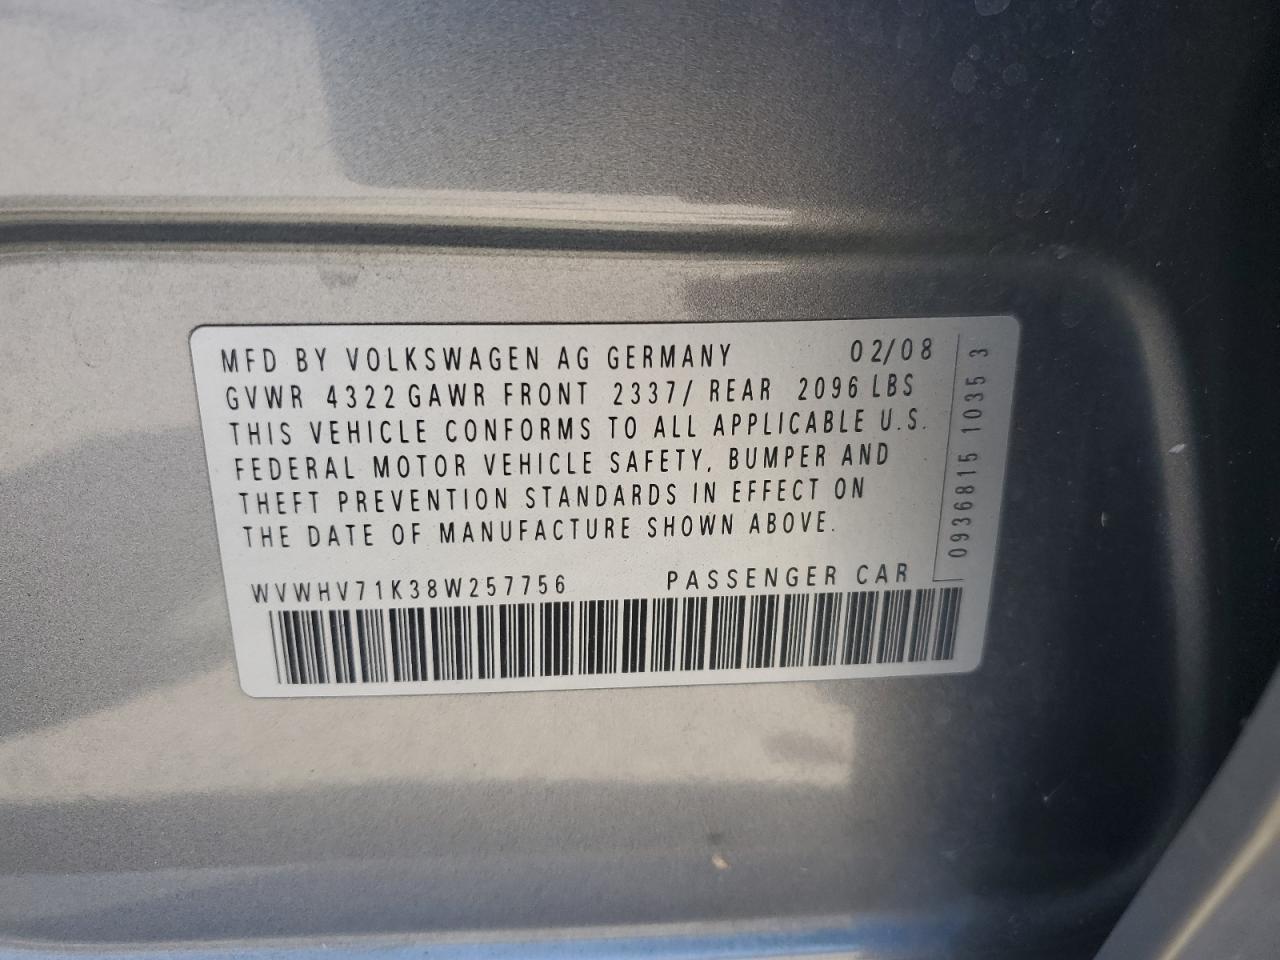 MFD BY VOLKSWAGEN AG GERMANY 02/08
GVWR 4322 GAWR FRONT 2337/ REAR 2096 LBS
THIS VEHICLE CONFORMS TO ALL APPLICABLE U.S.
FEDERAL MOTOR VEHICLE SAFETY, BUMPER AND
THEFT PREVENTION STANDARDS IN EFFECT ON
THE DATE OF MANUFACTURE SHOWN ABOVE.
WVWHV71K38W257756 PASSENGER CAR
0936815 1035 3